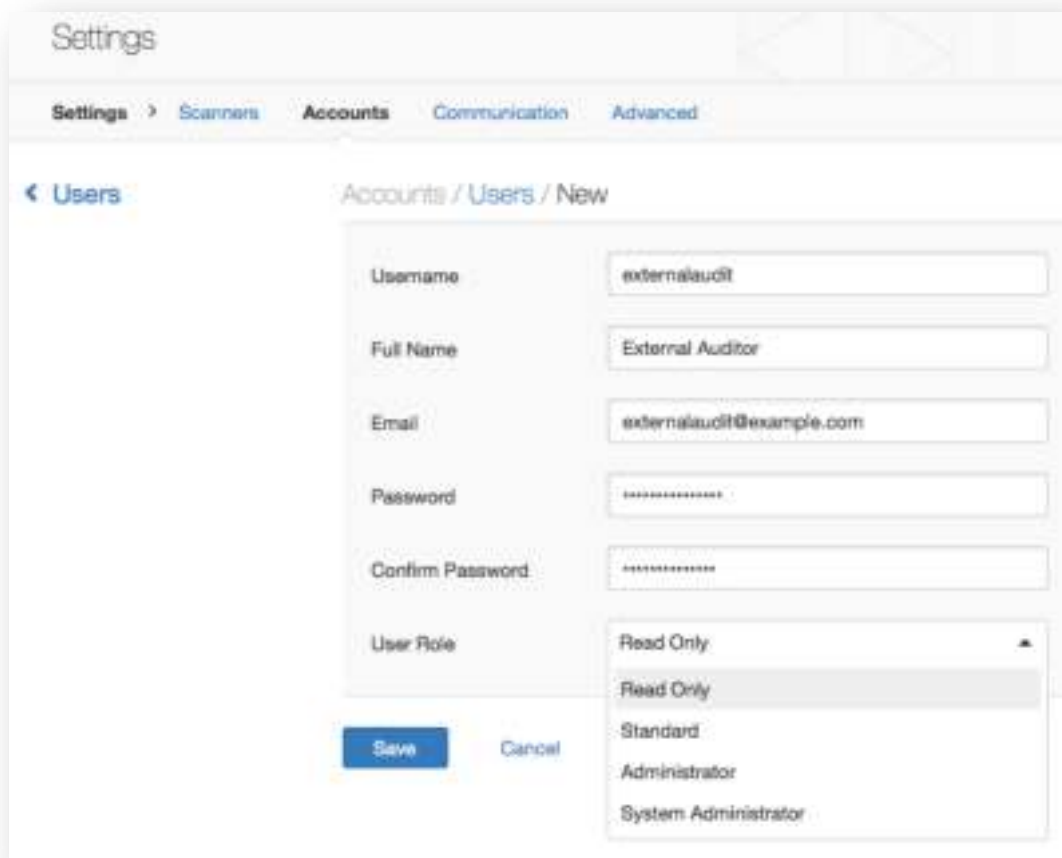 Settings
Settings > Scanners Accounts Communication Advanced
< Users
Accounts / Users / New
Username externalaudit
Full Name External Auditor
Email externalaudit@example.com
Password ••••••••••••••••
Confirm Password •••••••••••••••
User Role Read Only
Read Only
Standard
Administrator
System Administrator
Save Cancel